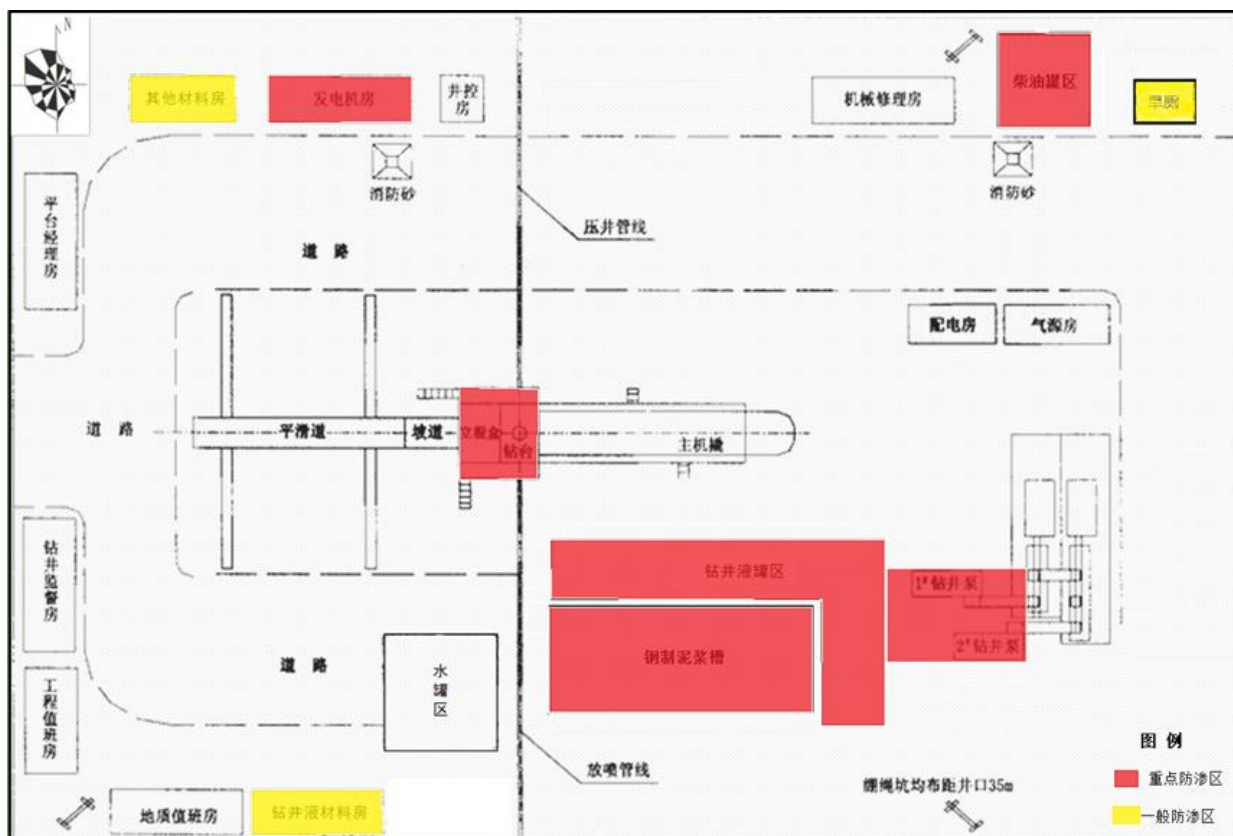 N
其他材料房
发电机房
井控房
机械修理房
柴油罐区
旱厕
消防砂
消防砂
平台经理房
压井管线
道 路
配电房
气源房
道 路
平滑道
坡道
钻台
主机撬
钻井液罐区
1#钻井泵
2#钻井泵
钢制泥浆槽
钻井监督房
道 路
水罐区
工程值班房
放喷管线
图 例
重点防渗区
一般防渗区
绷绳坑均布距井口35m
地质值班房
钻井液材料房